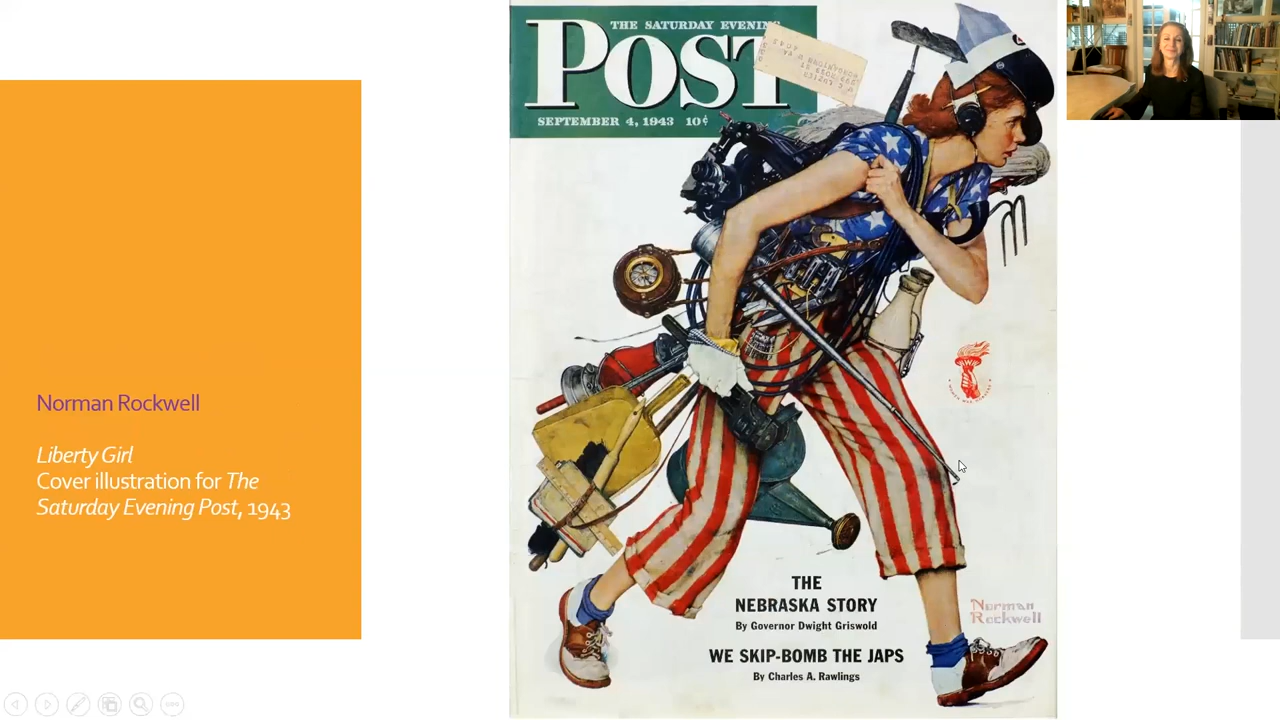 Norman Rockwell
Liberty Girl
Cover illustration for The
Saturday Evening Post, 1943
THE SATURDAY EVENING
POST
SEPTEMBER 4, 1943 10¢
THE
NEBRASKA STORY
By Governor Dwight Griswold
WE SKIP-BOMB THE JAPS
By Charles A. Rawlings
Norman
Rockwell